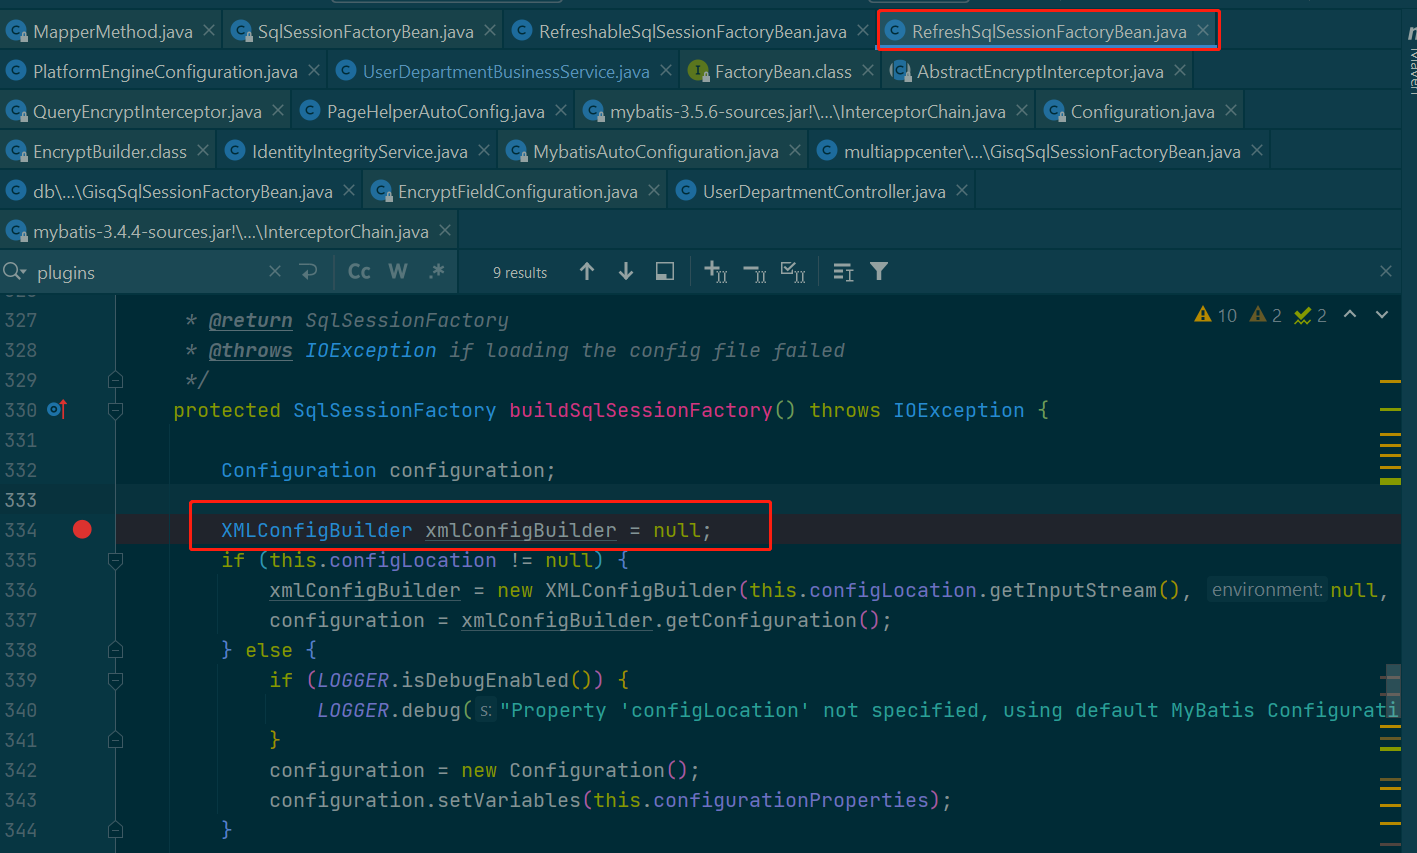 MapperMethod.java SqlSessionFactoryBean.java RefreshableSqlSessionFactoryBean.java RefreshSqlSessionFactoryBean.java
PlatformEngineConfiguration.java UserDepartmentBusinessService.java FactoryBean.class AbstractEncryptInterceptor.java
QueryEncryptInterceptor.java PageHelperAutoConfig.java mybatis-3.5.6-sources.jar!\...\InterceptorChain.java Configuration.java
EncryptBuilder.class IdentityIntegrityService.java MybatisAutoConfiguration.java multiappcenter\...\GisqSqlSessionFactoryBean.java
db\...\GisqSqlSessionFactoryBean.java EncryptFieldConfiguration.java UserDepartmentController.java
mybatis-3.4.4-sources.jar!\...\InterceptorChain.java
Maven
plugins Cc W .* 9 results
10 2 2
327 * @return SqlSessionFactory
328 * @throws IOException if loading the config file failed
329 */
330 protected SqlSessionFactory buildSqlSessionFactory() throws IOException {
331
332 Configuration configuration;
333
334 XMLConfigBuilder xmlConfigBuilder = null;
335 if (this.configLocation != null) {
336 xmlConfigBuilder = new XMLConfigBuilder(this.configLocation.getInputStream(), environment: null,
337 configuration = xmlConfigBuilder.getConfiguration();
338 } else {
339 if (LOGGER.isDebugEnabled()) {
340 LOGGER.debug( s: "Property 'configLocation' not specified, using default MyBatis Configurati
341 }
342 configuration = new Configuration();
343 configuration.setVariables(this.configurationProperties);
344 }